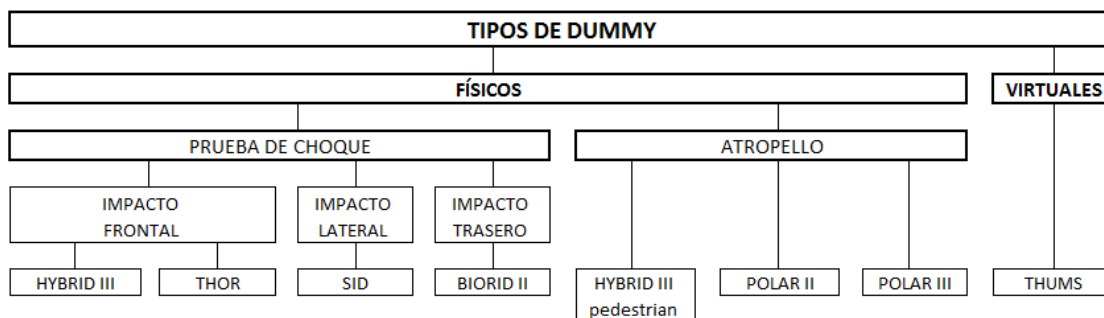 TIPOS DE DUMMY
FÍSICOS
VIRTUALES
PRUEBA DE CHOQUE
ATROPELLO
IMPACTO
FRONTAL
IMPACTO
LATERAL
IMPACTO
TRASERO
HYBRID III
THOR
SID
BIORID II
HYBRID III
pedestrian
POLAR II
POLAR III
THUMS